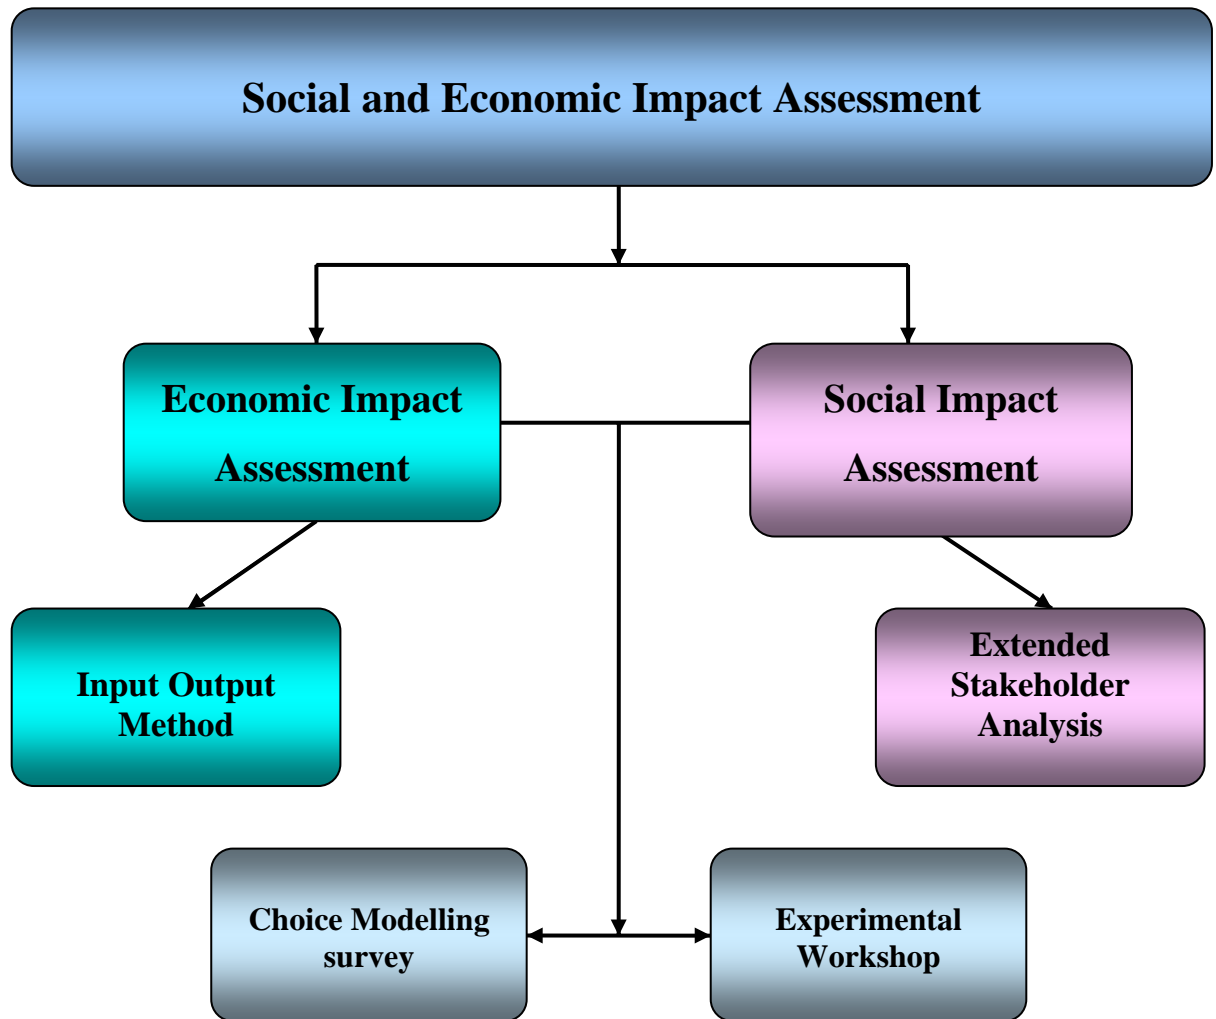 Social and Economic Impact Assessment
Economic Impact
Assessment
Social Impact
Assessment
Input Output
Method
Extended
Stakeholder
Analysis
Choice Modelling
survey
Experimental
Workshop